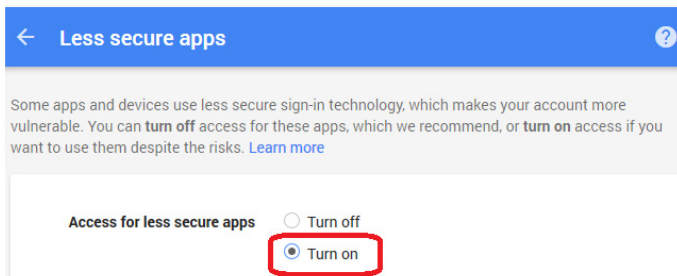 Less secure apps
Some apps and devices use less secure sign-in technology, which makes your account more
vulnerable. You can turn off access for these apps, which we recommend, or turn on access if you
want to use them despite the risks. Learn more
Access for less secure apps
Turn off
Turn on